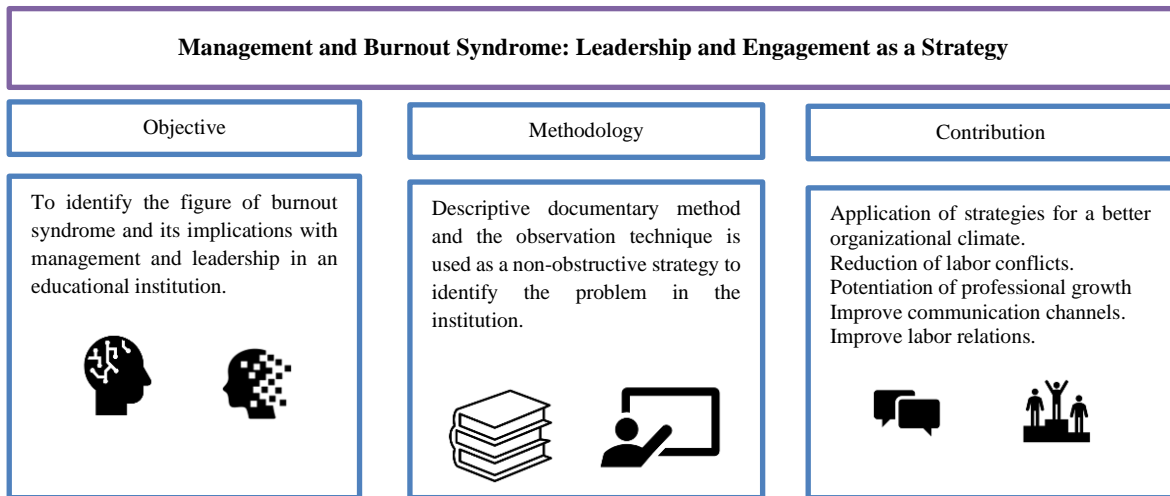 Management and Burnout Syndrome: Leadership and Engagement as a Strategy
Objective
To identify the figure of burnout
syndrome and its implications with
management and leadership in an
educational institution.
Methodology
Descriptive documentary method
and the observation technique is
used as a non-obstructive strategy to
identify the problem in the
institution.
Contribution
Application of strategies for a better
organizational climate.
Reduction of labor conflicts.
Potentiation of professional growth
Improve communication channels.
Improve labor relations.